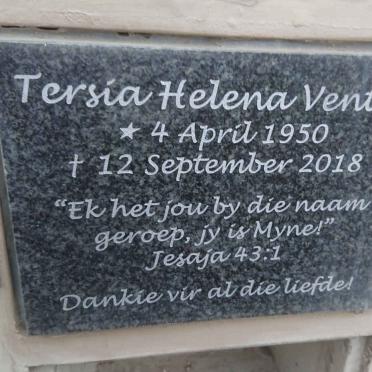 Tersia Helena Vent
★ 4 April 1950
† 12 September 2018
“Ek het jou by die naam
geroep, jy is Myne!”
Jesaja 43:1
Dankie vir al die liefde!